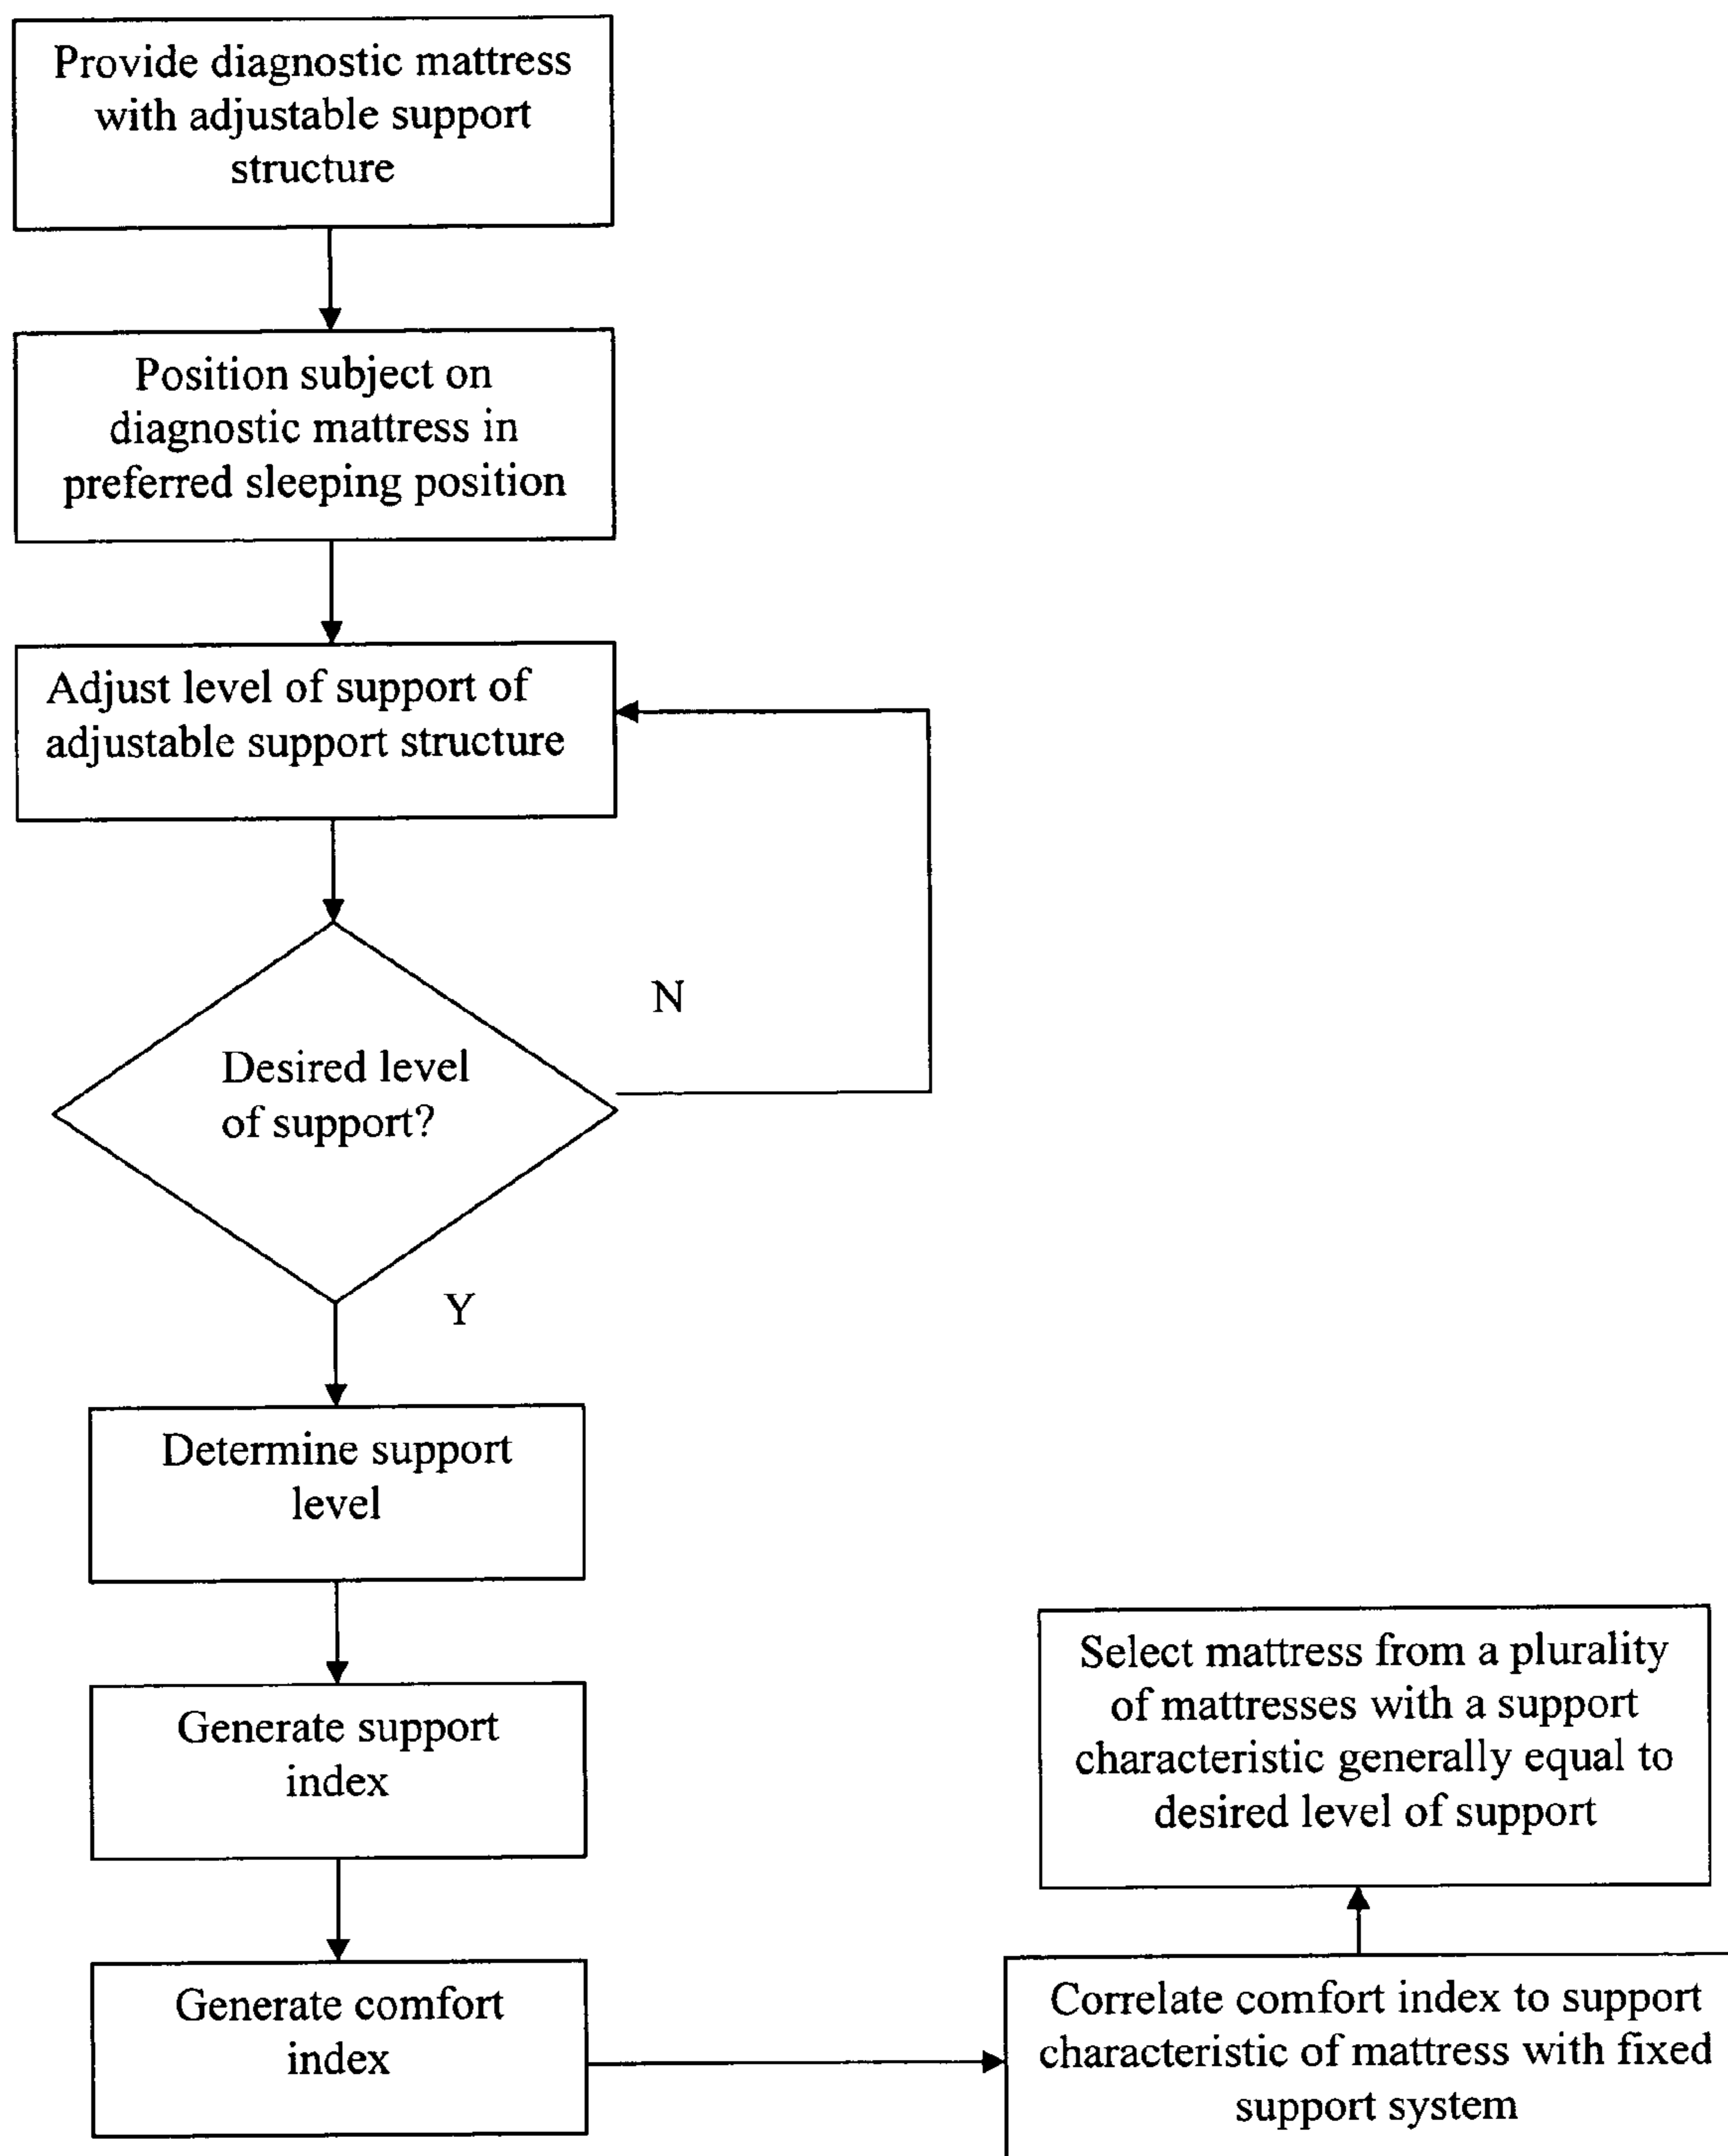 Provide diagnostic mattress
with adjustable support
structure
Position subject on
diagnostic mattress in
preferred sleeping position
Adjust level of support of
adjustable support structure
N
Desired level
of support?
Y
Determine support
level
Generate support
index
Generate comfort
index
Correlate comfort index to support
characteristic of mattress with fixed
support system
Select mattress from a plurality
of mattresses with a support
characteristic generally equal to
desired level of support